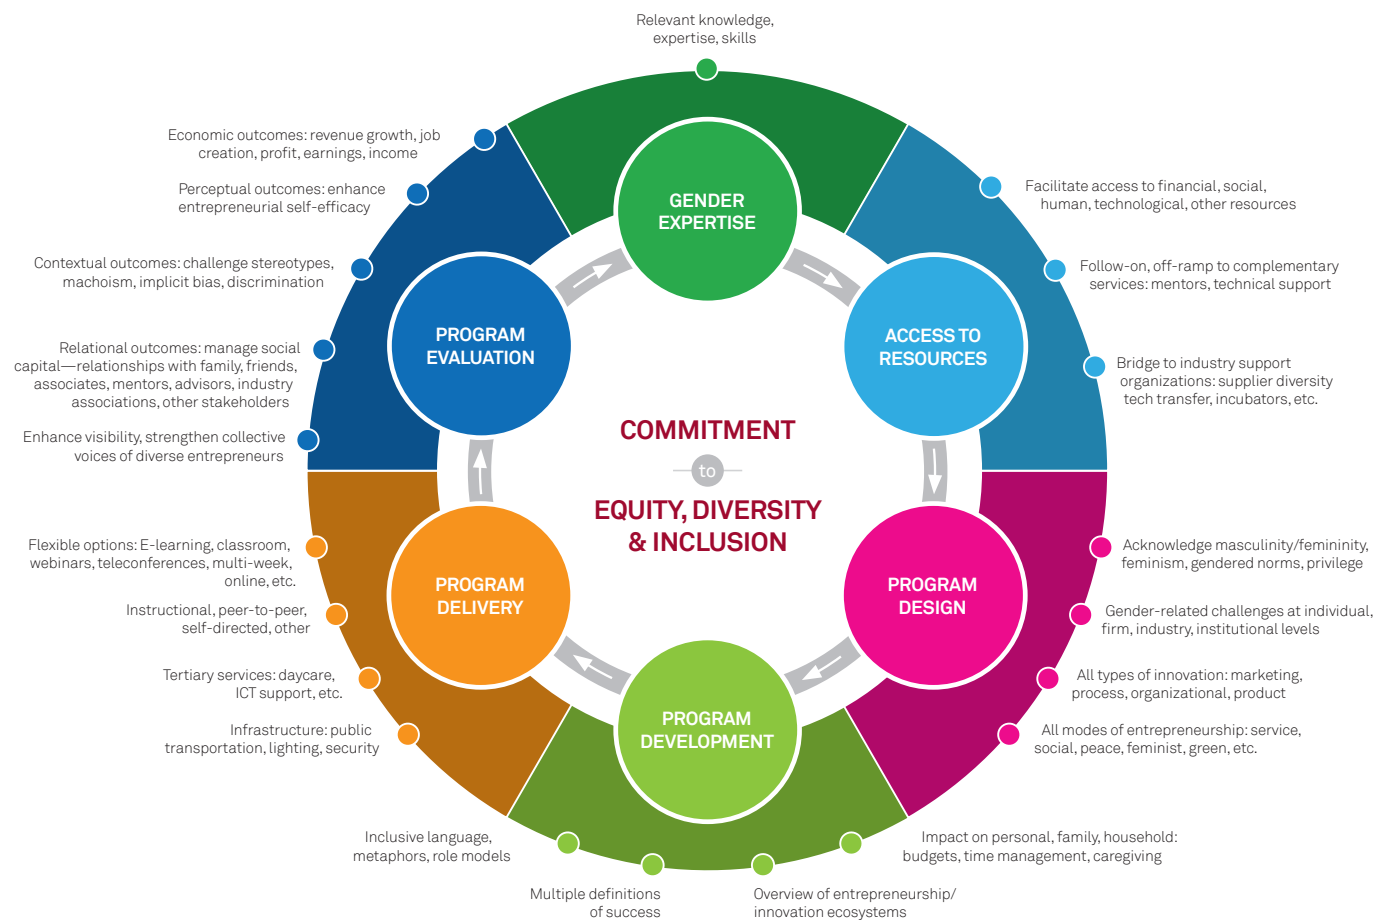 Relevant knowledge,
expertise, skills
GENDER
EXPERTISE
Facilitate access to financial, social,
human, technological, other resources
Follow-on, off-ramp to complementary
services: mentors, technical support
Bridge to industry support
organizations: supplier diversity
tech transfer, incubators, etc.
ACCESS TO
RESOURCES
Acknowledge masculinity/femininity,
feminism, gendered norms, privilege
Gender-related challenges at individual,
firm, industry, institutional levels
All types of innovation: marketing,
process, organizational, product
All modes of entrepreneurship: service,
social, peace, feminist, green, etc.
PROGRAM
DESIGN
Impact on personal, family, household:
budgets, time management, caregiving
Overview of entrepreneurship/
innovation ecosystems
Multiple definitions
of success
Inclusive language,
metaphors, role models
PROGRAM
DEVELOPMENT
Flexible options: E-learning, classroom,
webinars, teleconferences, multi-week,
online, etc.
Instructional, peer-to-peer,
self-directed, other
Tertiary services: daycare,
ICT support, etc.
Infrastructure: public
transportation, lighting, security
PROGRAM
DELIVERY
Economic outcomes: revenue growth, job
creation, profit, earnings, income
Perceptual outcomes: enhance
entrepreneurial self-efficacy
Contextual outcomes: challenge stereotypes,
machoism, implicit bias, discrimination
Relational outcomes: manage social
capital—relationships with family, friends,
associates, mentors, advisors, industry
associations, other stakeholders
Enhance visibility, strengthen collective
voices of diverse entrepreneurs
PROGRAM
EVALUATION
COMMITMENT
to
EQUITY, DIVERSITY
& INCLUSION